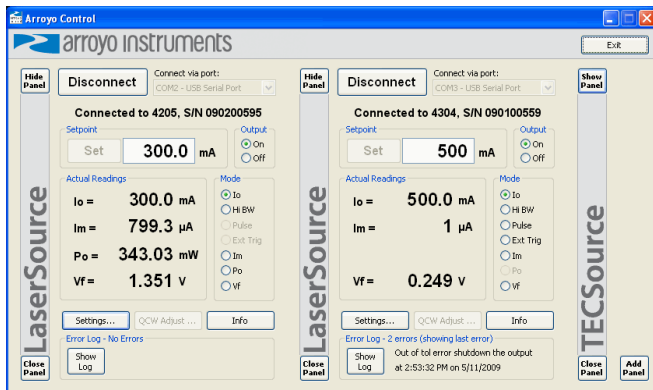 Arroyo Control
arroyo instruments
Exit
Hide Panel
Disconnect
Connect via port:
COM2 - USB Serial Port
Connected to 4205, S/N 090200595
Setpoint
Set
300.0 mA
Output
On
Off
Actual Readings
Io = 300.0 mA
Im = 799.3 µA
Po = 343.03 mW
Vf = 1.351 V
Mode
Io
Hi BW
Pulse
Ext Trig
Im
Po
Vf
Settings...
QCW Adjust ...
Info
Error Log - No Errors
Show Log
LaserSource
Close Panel
Hide Panel
Disconnect
Connect via port:
COM3 - USB Serial Port
Connected to 4304, S/N 090100559
Setpoint
Set
500 mA
Output
On
Off
Actual Readings
Io = 500.0 mA
Im = 1 µA
Vf = 0.249 V
Mode
Io
Hi BW
Pulse
Ext Trig
Im
Po
Vf
Settings...
QCW Adjust ...
Info
Error Log - 2 errors (showing last error)
Show Log
Out of tol error shutdown the output
at 2:53:32 PM on 5/11/2009
LaserSource
Close Panel
Show Panel
TECSource
Close Panel
Add Panel